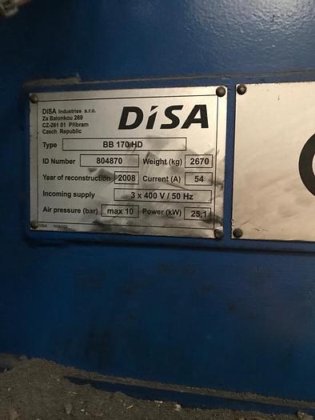 DISA Industries s.r.o.
Za Balonkou 269
CZ-261 01 Příbram
Czech Republic
DISA
Type BB 170 HD
ID Number 804870 Weight (kg) 2670
Year of reconstruction 2008 Current (A) 54
Incoming supply 3 x 400 V / 50 Hz
Air pressure (bar) max 10 Power (kW) 25,1